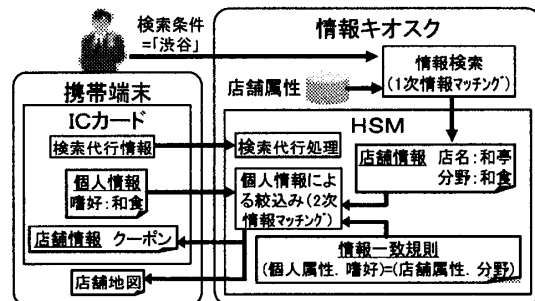 検索条件
=｢渋谷｣
情報キオスク
情報検索
(1次情報マッチング)
店舗属性
携帯端末
ICカード
HSM
検索代行情報
検索代行処理
店舗情報 店名:和亭
分野:和食
個人情報
嗜好:和食
個人情報によ
る絞込み(2次
情報マッチング)
店舗情報 クーポン
情報一致規則
(個人属性. 嗜好)=(店舗属性. 分野)
店舗地図